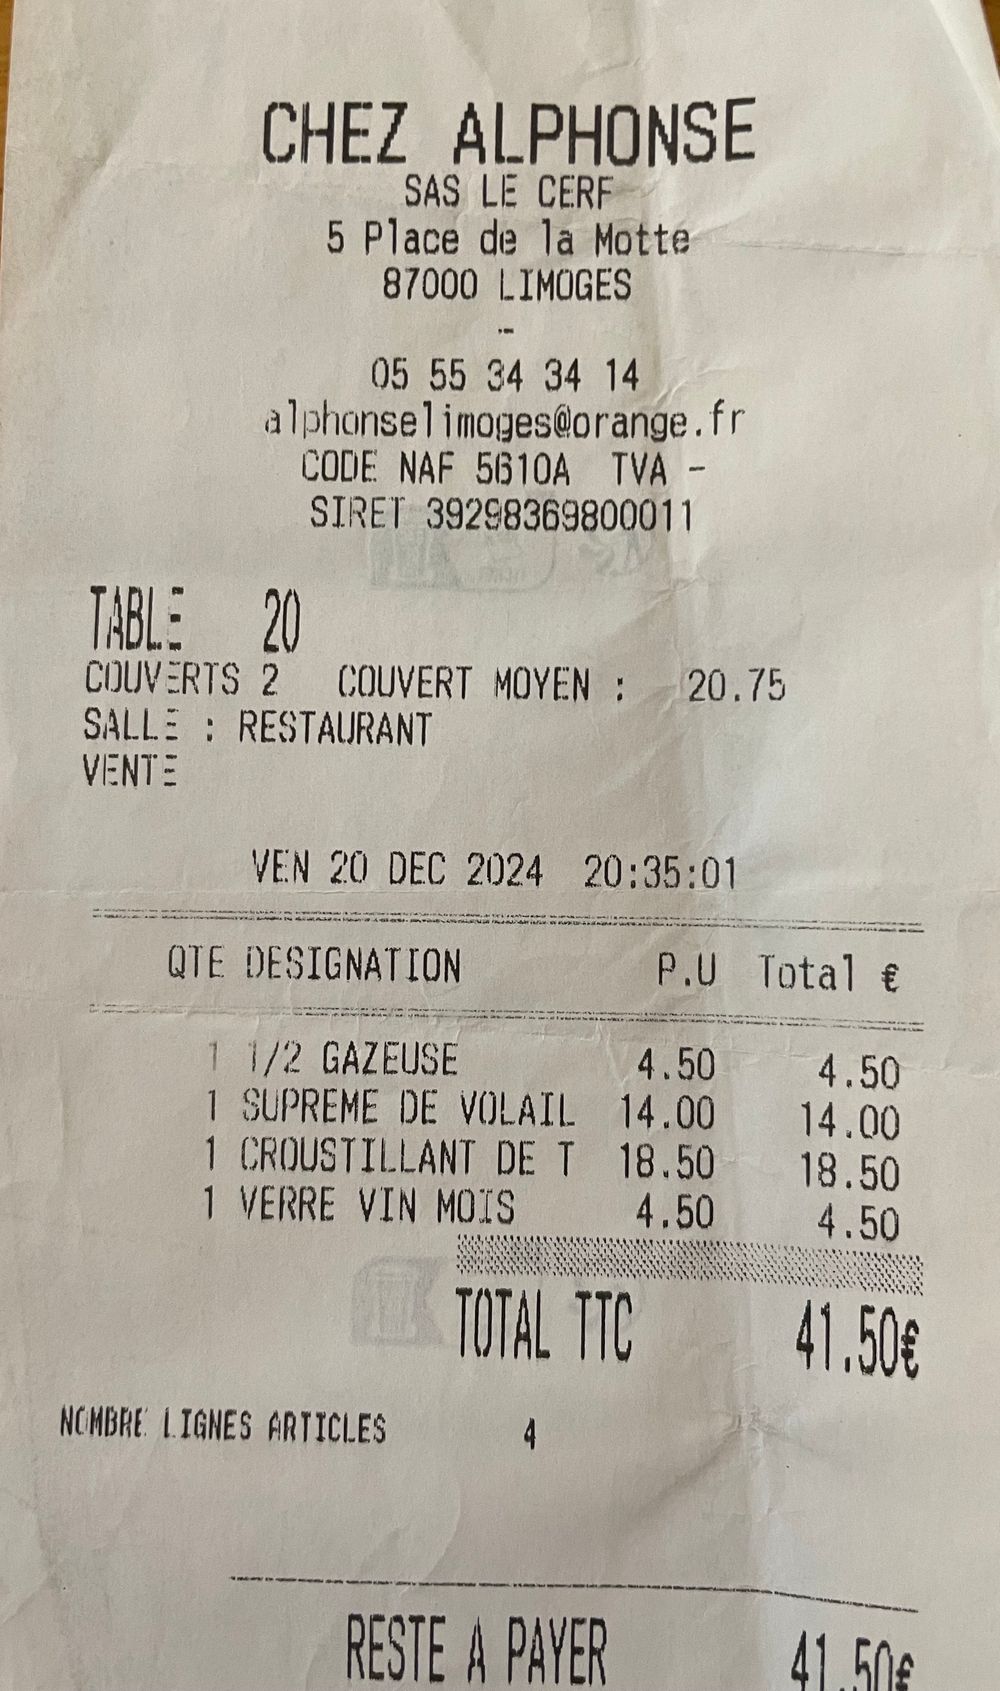 CHEZ ALPHONSE
SAS LE CERF
5 Place de la Motte
87000 LIMOGES
-
05 55 34 34 14
alphonselimoges@orange.fr
CODE NAF 5610A TVA -
SIRET 39298369800011
TABLE 20
COUVERTS 2 COUVERT MOYEN : 20.75
SALLE : RESTAURANT
VENTE
VEN 20 DEC 2024 20:35:01
QTE DESIGNATION P.U Total €
1 1/2 GAZEUSE 4.50 4.50
1 SUPREME DE VOLAIL 14.00 14.00
1 CROUSTILLANT DE T 18.50 18.50
1 VERRE VIN MOIS 4.50 4.50
TOTAL TTC 41.50€
NOMBRE LIGNES ARTICLES 4
RESTE A PAYER 41.50€